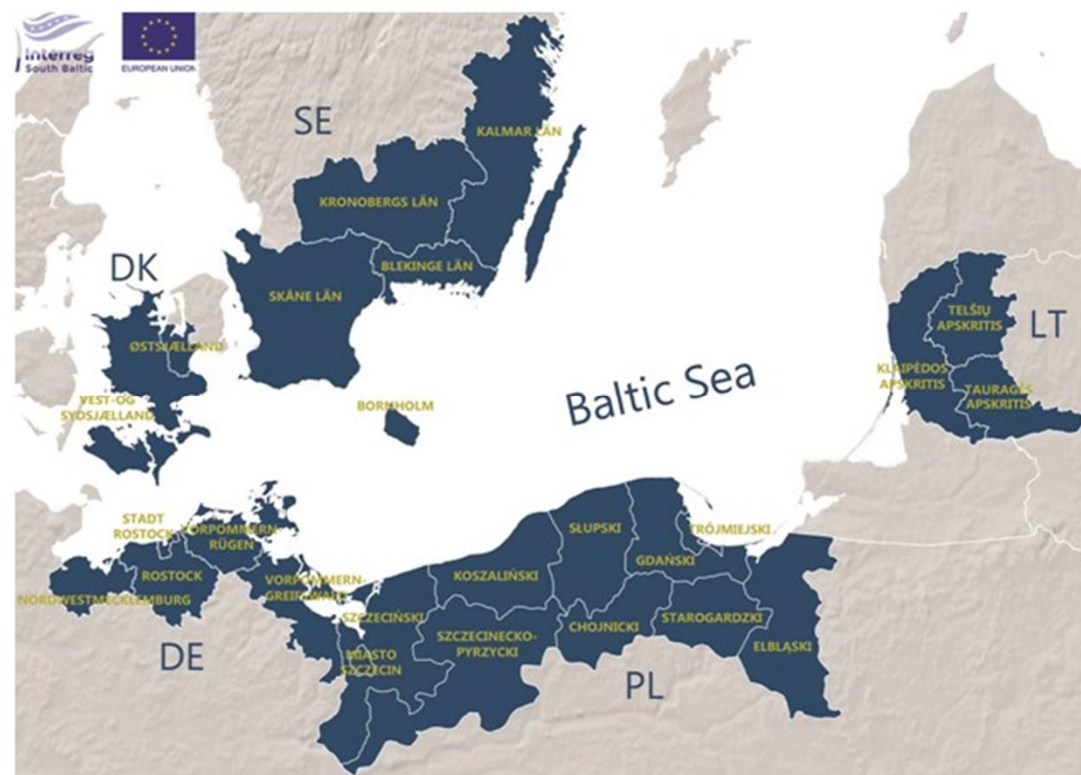 Interreg
South Baltic
EUROPEAN UNION
SE
KALMAR LÄN
KRONOBERGS LÄN
BLEKINGE LÄN
SKÅNE LÄN
DK
ØSTSJÆLLAND
VEST-OG
SYDSJÆLLAND
BORNHOLM
Baltic Sea
TELŠIŲ
APSKRITIS
LT
KLAIPĖDOS
APSKRITIS
TAURAGĖS
APSKRITIS
STADT
ROSTOCK
VORPOMMERN-
RÜGEN
ROSTOCK
NORDWESTMECKLEMBURG
VORPOMMERN-
GREIFSWALD
DE
SŁUPSKI
TRÓJMIEJSKI
GDAŃSKI
KOSZALIŃSKI
SZCZECIŃSKI
CHOJNICKI
STAROGARDZKI
SZCZECINECKO-
PYRZYCKI
MIASTO
SZCZECIN
ELBLĄSKI
PL